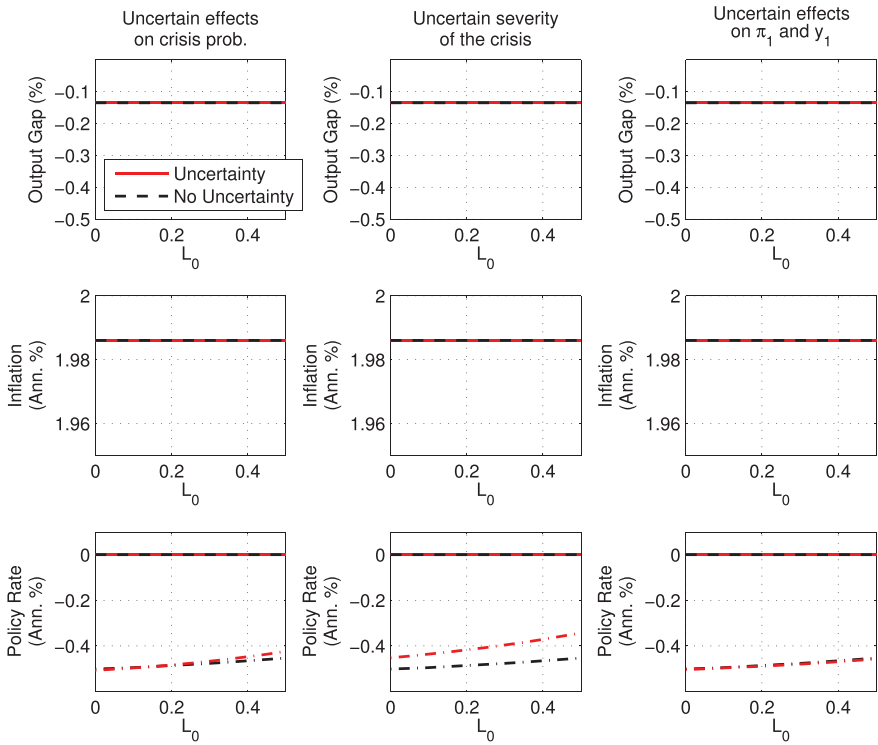 Uncertain effects
on crisis prob.
Uncertain severity
of the crisis
Uncertain effects
on π₁ and y₁
Output Gap (%)
−0.1
−0.2
−0.3
−0.4
−0.5
Uncertainty
No Uncertainty
0 0.2 0.4
L₀
Output Gap (%)
−0.1
−0.2
−0.3
−0.4
−0.5
0 0.2 0.4
L₀
Output Gap (%)
−0.1
−0.2
−0.3
−0.4
−0.5
0 0.2 0.4
L₀
Inflation
(Ann. %)
2
1.98
1.96
0 0.2 0.4
L₀
Inflation
(Ann. %)
2
1.98
1.96
0 0.2 0.4
L₀
Inflation
(Ann. %)
2
1.98
1.96
0 0.2 0.4
L₀
Policy Rate
(Ann. %)
0
−0.2
−0.4
0 0.2 0.4
L₀
Policy Rate
(Ann. %)
0
−0.2
−0.4
0 0.2 0.4
L₀
Policy Rate
(Ann. %)
0
−0.2
−0.4
0 0.2 0.4
L₀